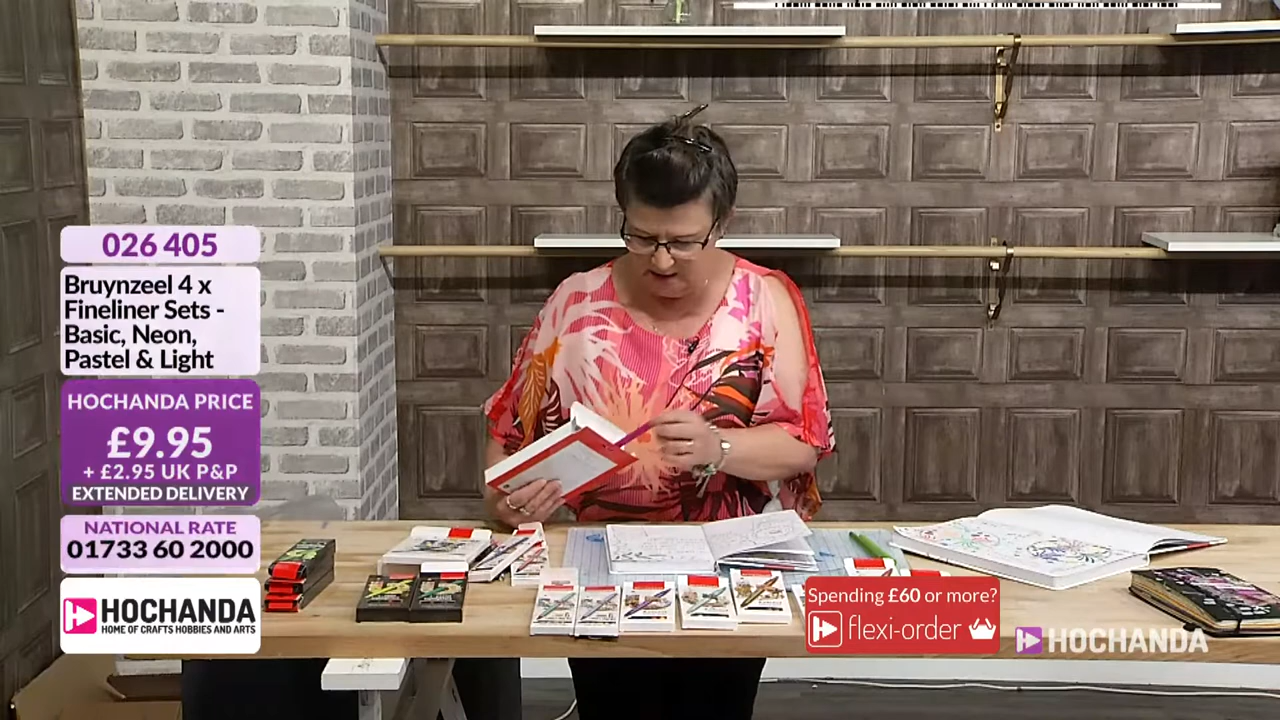 026 405
Bruynzeel 4 x
Fineliner Sets -
Basic, Neon,
Pastel & Light
HOCHANDA PRICE
£9.95
+ £2.95 UK P&P
EXTENDED DELIVERY
NATIONAL RATE
01733 60 2000
HOCHANDA
HOME OF CRAFTS HOBBIES AND ARTS
Spending £60 or more?
flexi-order
HOCHANDA